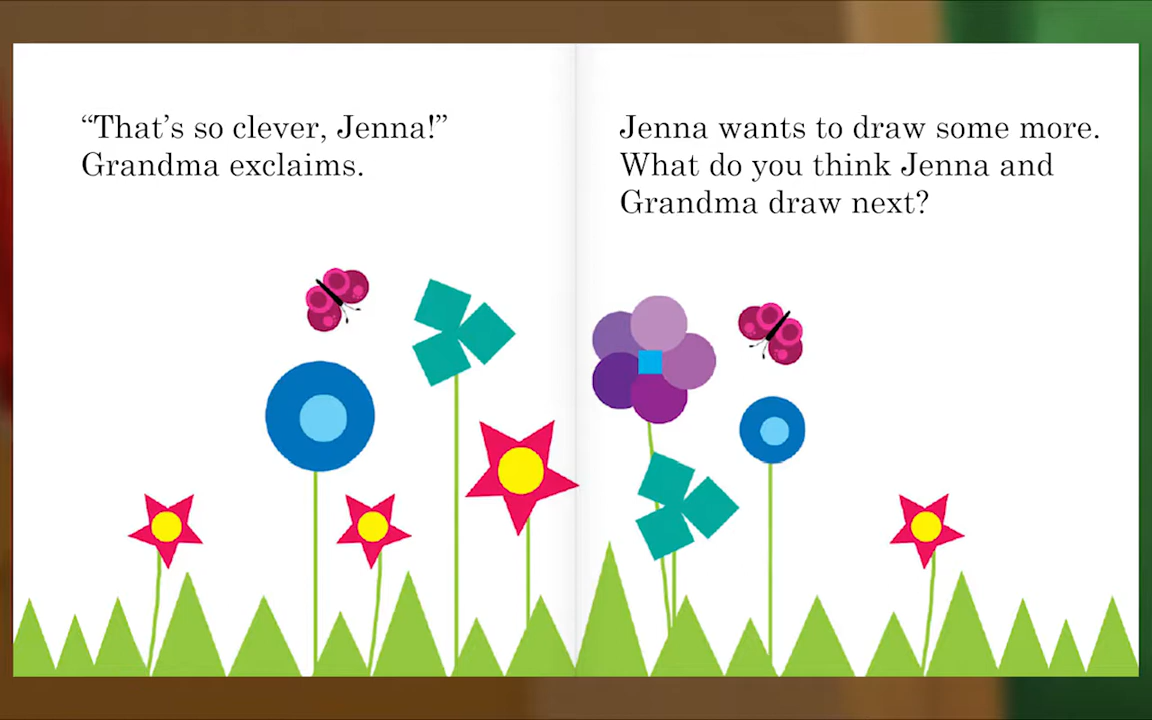 “That’s so clever, Jenna!”
Grandma exclaims.
Jenna wants to draw some more.
What do you think Jenna and
Grandma draw next?